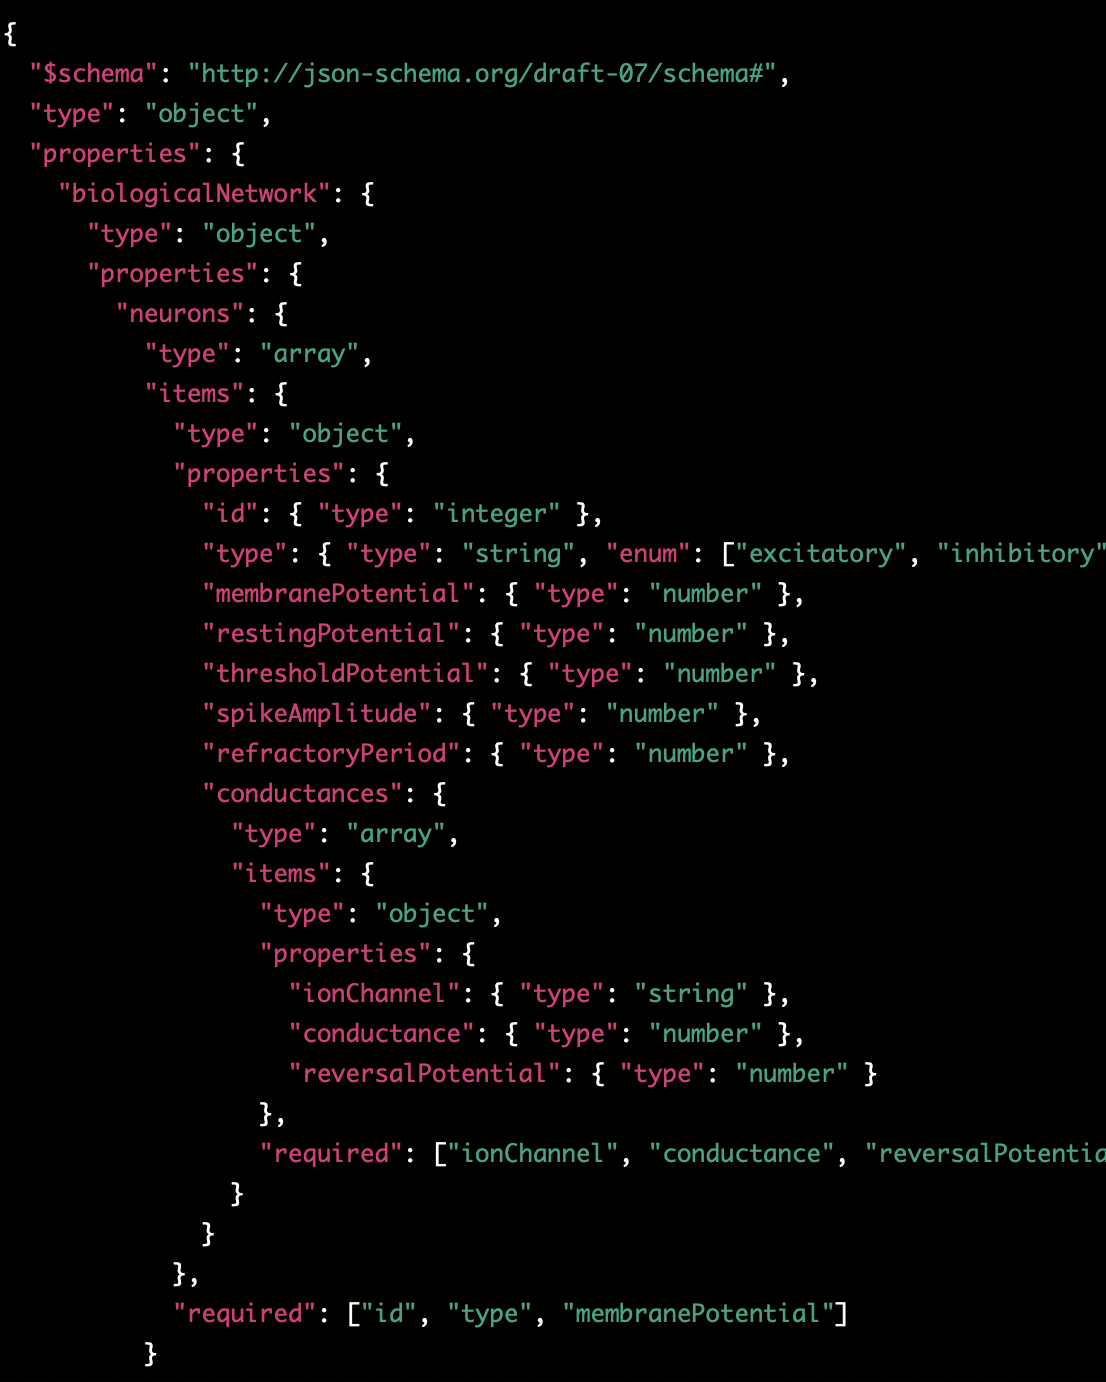 {
  "$schema": "http://json-schema.org/draft-07/schema#",
  "type": "object",
  "properties": {
    "biologicalNetwork": {
      "type": "object",
      "properties": {
        "neurons": {
          "type": "array",
          "items": {
            "type": "object",
            "properties": {
              "id": { "type": "integer" },
              "type": { "type": "string", "enum": ["excitatory", "inhibitory"
              "membranePotential": { "type": "number" },
              "restingPotential": { "type": "number" },
              "thresholdPotential": { "type": "number" },
              "spikeAmplitude": { "type": "number" },
              "refractoryPeriod": { "type": "number" },
              "conductances": {
                "type": "array",
                "items": {
                  "type": "object",
                  "properties": {
                    "ionChannel": { "type": "string" },
                    "conductance": { "type": "number" },
                    "reversalPotential": { "type": "number" }
                  },
                  "required": ["ionChannel", "conductance", "reversalPotentia
                }
              }
            },
            "required": ["id", "type", "membranePotential"]
          }